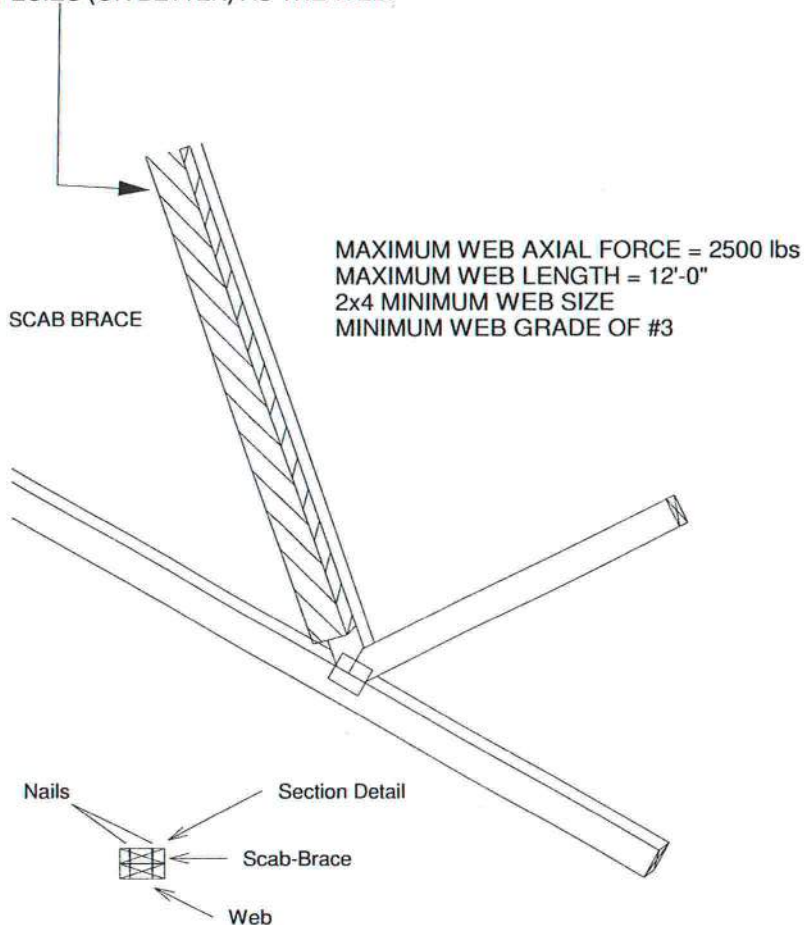 MAXIMUM WEB AXIAL FORCE = 2500 lbs
MAXIMUM WEB LENGTH = 12'-0"
2x4 MINIMUM WEB SIZE
MINIMUM WEB GRADE OF #3
SCAB BRACE
Nails
Section Detail
Scab-Brace
Web